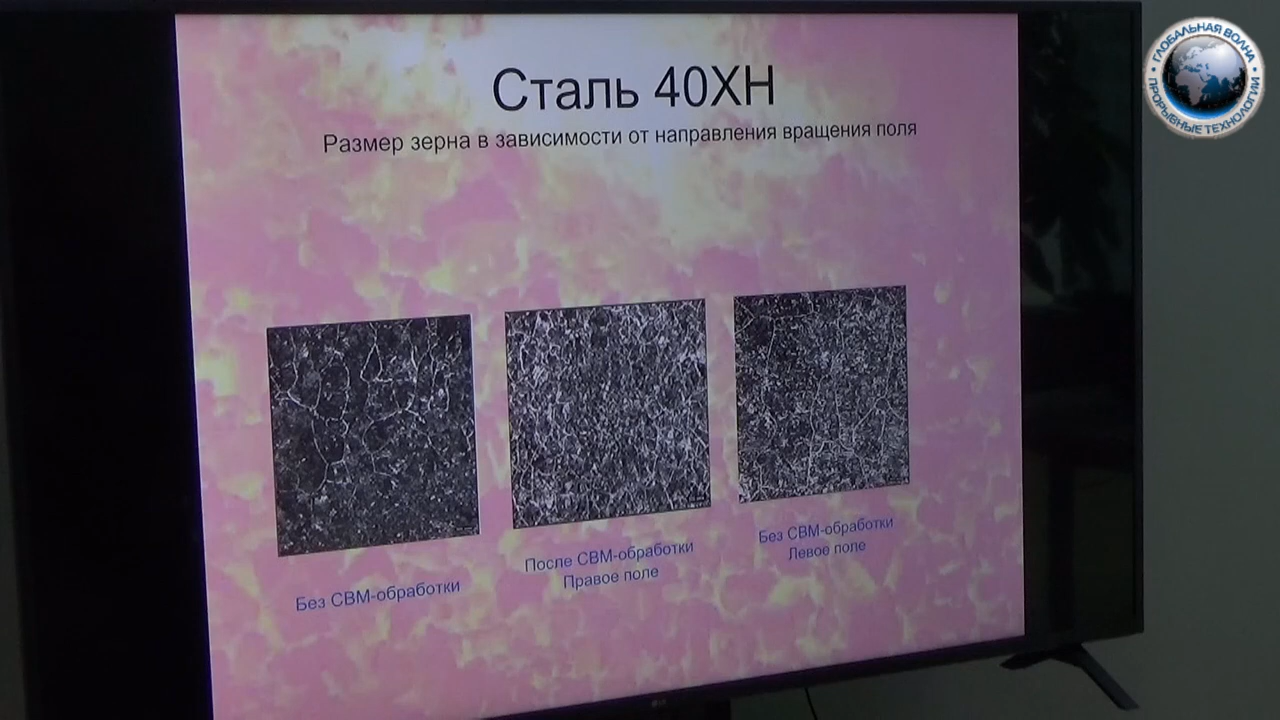 Сталь 40ХН
Размер зерна в зависимости от направления вращения поля
Без СВМ-обработки
После СВМ-обработки
Правое поле
Без СВМ-обработки
Левое поле
ГЛОБАЛЬНАЯ ВОЛНА
ПРОРЫВНЫЕ ТЕХНОЛОГИИ
LG